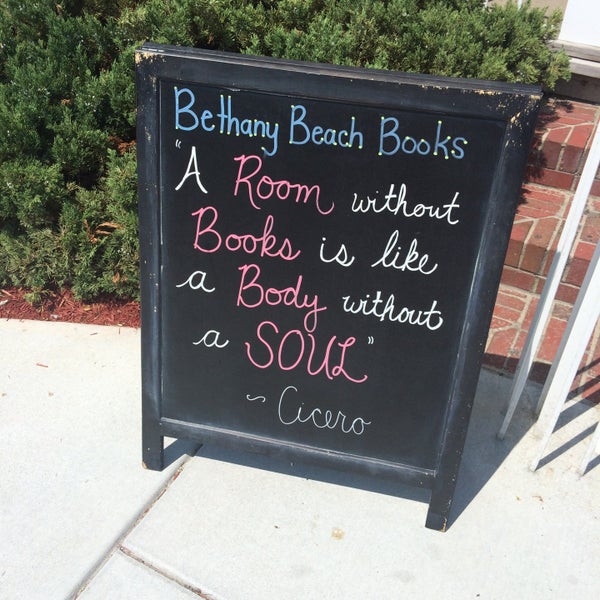 Bethany Beach Books
"A Room without
Books is like
a Body without
a SOUL"
~ Cicero